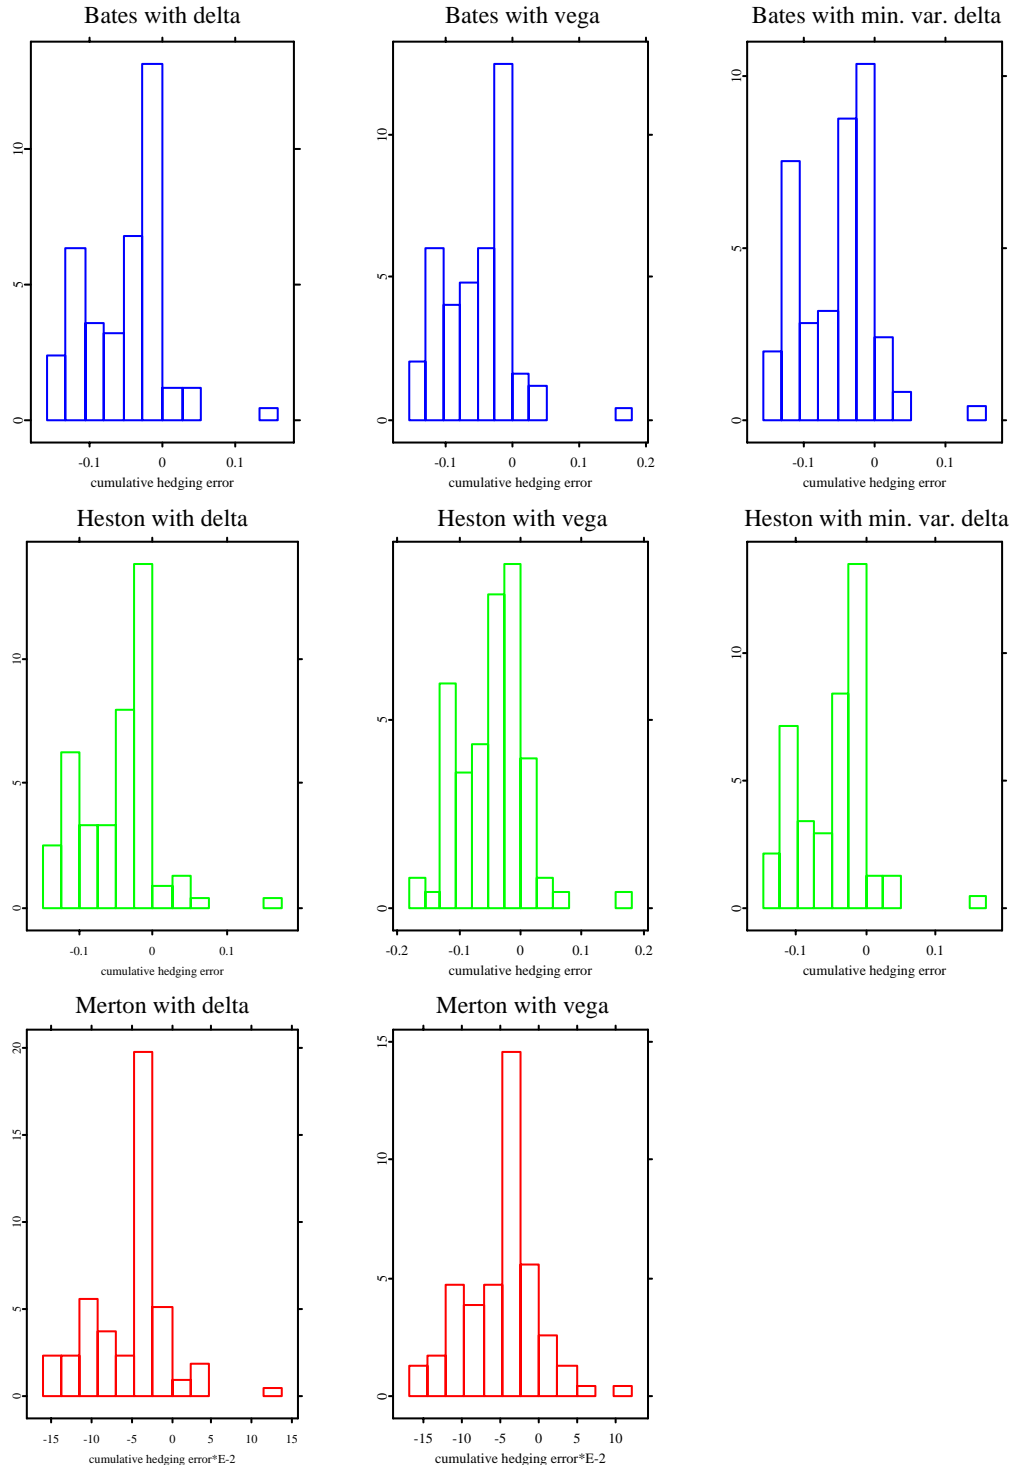 Bates with delta
Bates with vega
Bates with min. var. delta
10
5
0
-0.1 0 0.1
cumulative hedging error
10
5
0
-0.1 0 0.1 0.2
cumulative hedging error
10
5
0
-0.1 0 0.1
cumulative hedging error
Heston with delta
Heston with vega
Heston with min. var. delta
10
5
0
-0.1 0 0.1
cumulative hedging error
5
0
-0.2 -0.1 0 0.1 0.2
cumulative hedging error
10
5
0
-0.1 0 0.1
cumulative hedging error
Merton with delta
Merton with vega
20
15
10
5
0
-15 -10 -5 0 5 10 15
cumulative hedging error*E-2
15
10
5
0
-15 -10 -5 0 5 10
cumulative hedging error*E-2